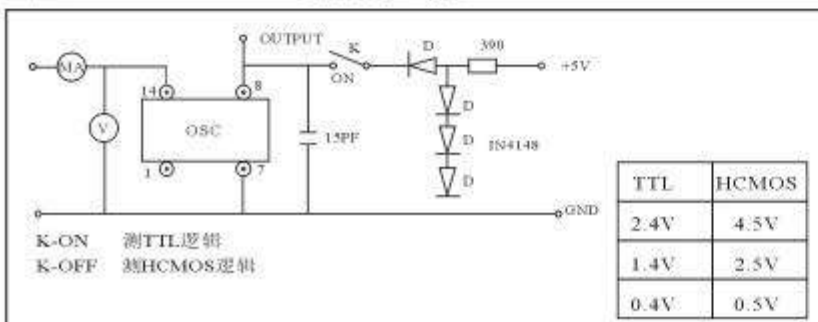 OUTPUT
K
ON
D
390
+5V
MA
14
8
V
OSC
15PF
D
D
D
IN4148
1
7
GND
K-ON 测TTL逻辑
K-OFF 测HCMOS逻辑
TTL HCMOS
2.4V 4.5V
1.4V 2.5V
0.4V 0.5V